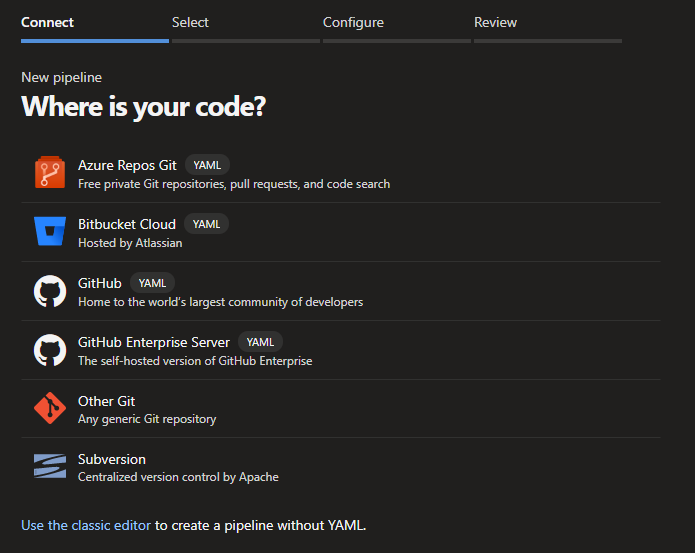 Connect Select Configure Review
New pipeline
Where is your code?
Azure Repos Git YAML
Free private Git repositories, pull requests, and code search
Bitbucket Cloud YAML
Hosted by Atlassian
GitHub YAML
Home to the world's largest community of developers
GitHub Enterprise Server YAML
The self-hosted version of GitHub Enterprise
Other Git
Any generic Git repository
Subversion
Centralized version control by Apache
Use the classic editor to create a pipeline without YAML.